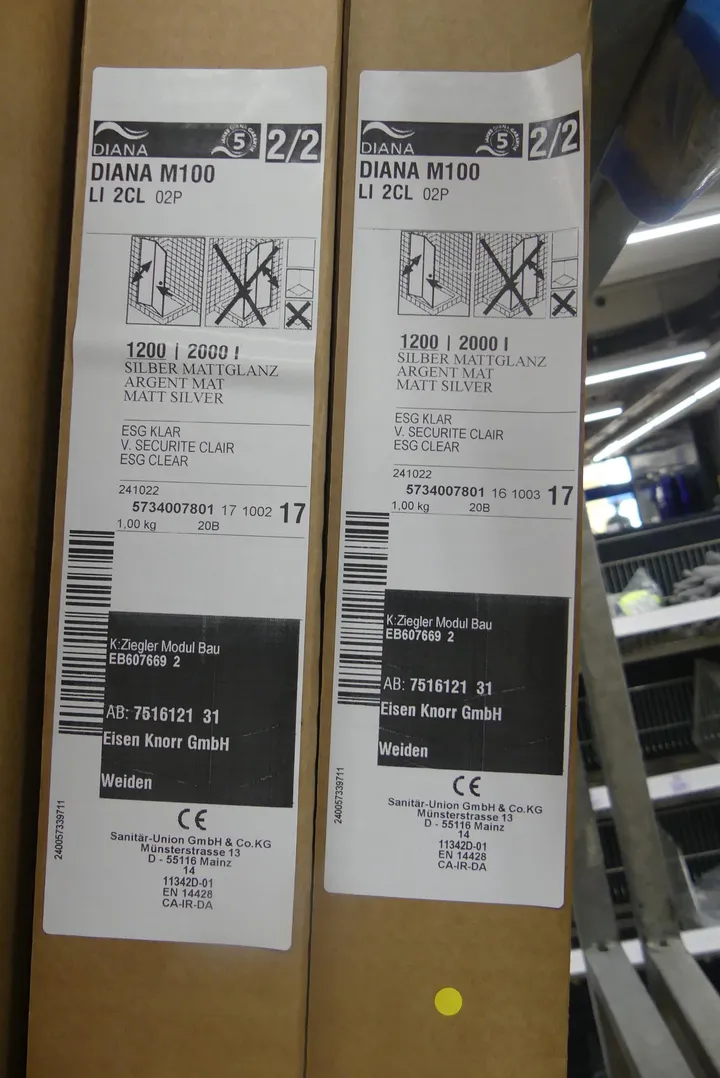 DIANA
5
2/2
DIANA M100
LI 2CL 02P
1200 | 2000 I
SILBER MATTGLANZ
ARGENT MAT
MATT SILVER
ESG KLAR
V. SECURITE CLAIR
ESG CLEAR
241022
5734007801 17 1002 17
1,00 kg 20B
K:Ziegler Modul Bau
EB607669 2
AB: 7516121 31
Eisen Knorr GmbH
Weiden
240057339711
CE
Sanitär-Union GmbH & Co.KG
Münsterstrasse 13
D - 55116 Mainz
14
11342D-01
EN 14428
CA-IR-DA
DIANA
5
2/2
DIANA M100
LI 2CL 02P
1200 | 2000 I
SILBER MATTGLANZ
ARGENT MAT
MATT SILVER
ESG KLAR
V. SECURITE CLAIR
ESG CLEAR
241022
5734007801 16 1003 17
1,00 kg 20B
K:Ziegler Modul Bau
EB607669 2
AB: 7516121 31
Eisen Knorr GmbH
Weiden
240057339711
CE
Sanitär-Union GmbH & Co.KG
Münsterstrasse 13
D - 55116 Mainz
14
11342D-01
EN 14428
CA-IR-DA